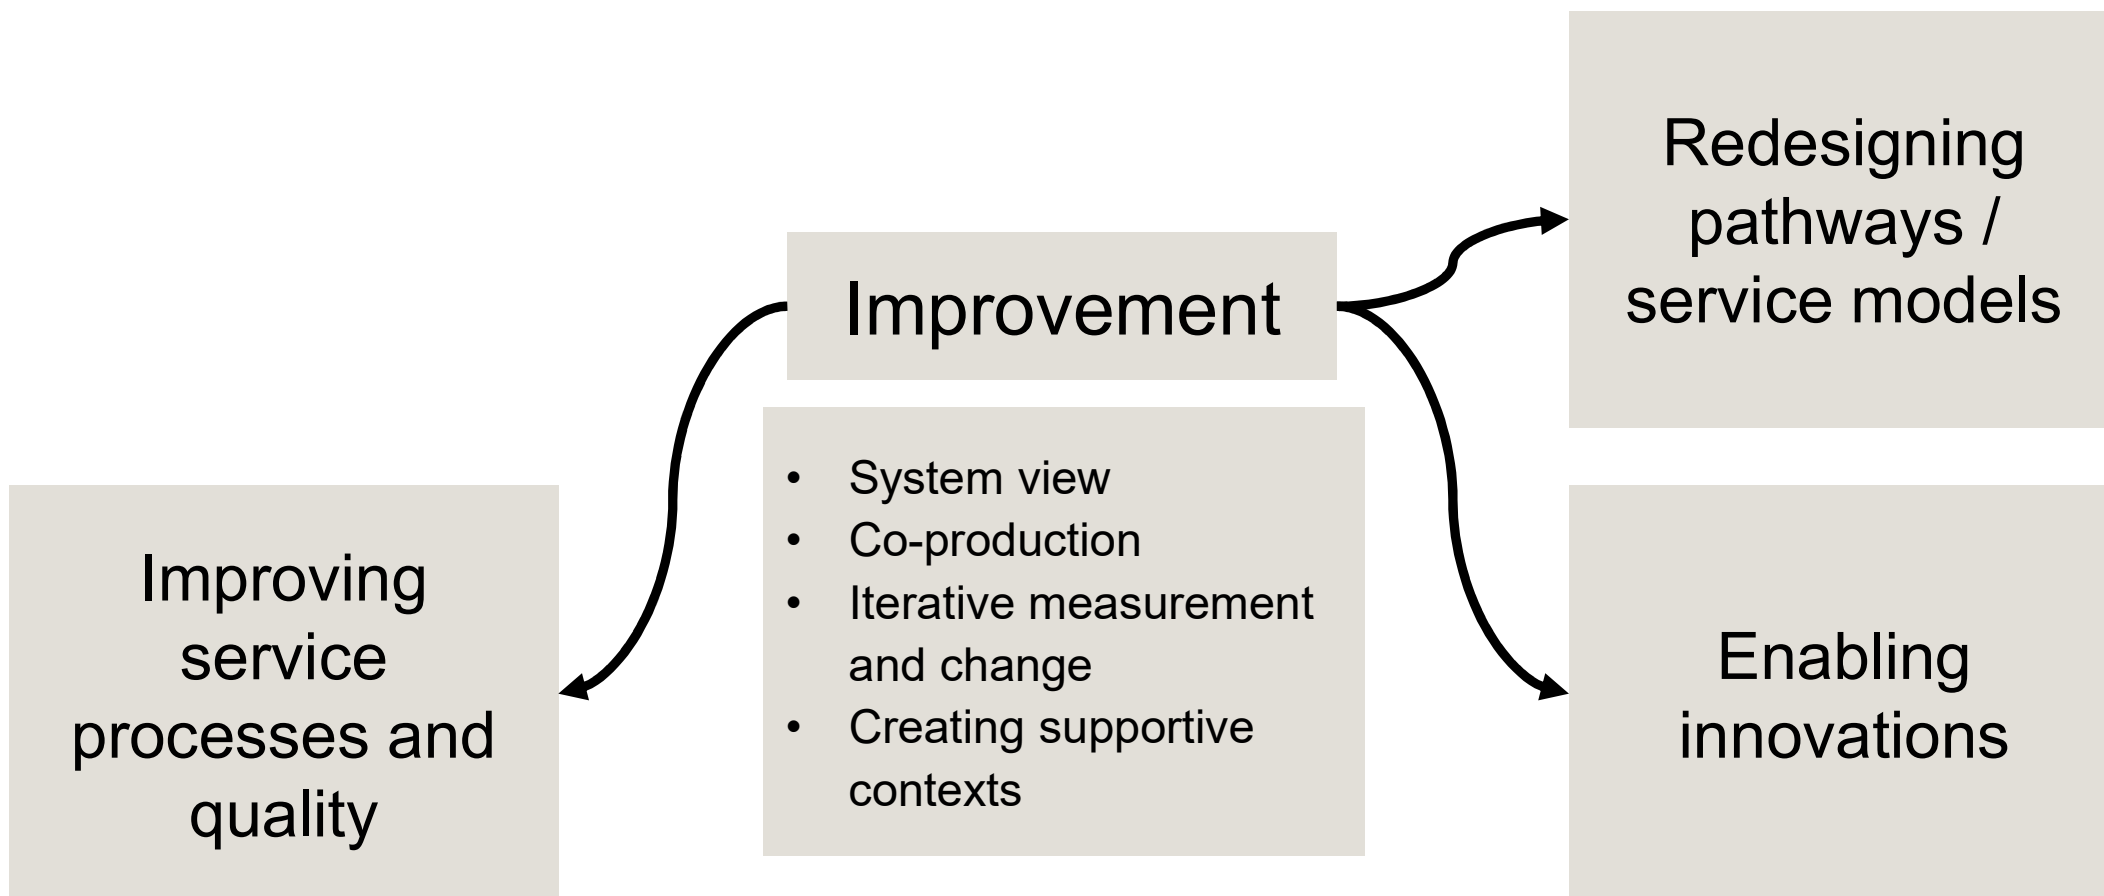 Improvement
• System view
• Co-production
• Iterative measurement
and change
• Creating supportive
contexts
Improving
service
processes and
quality
Redesigning
pathways /
service models
Enabling
innovations